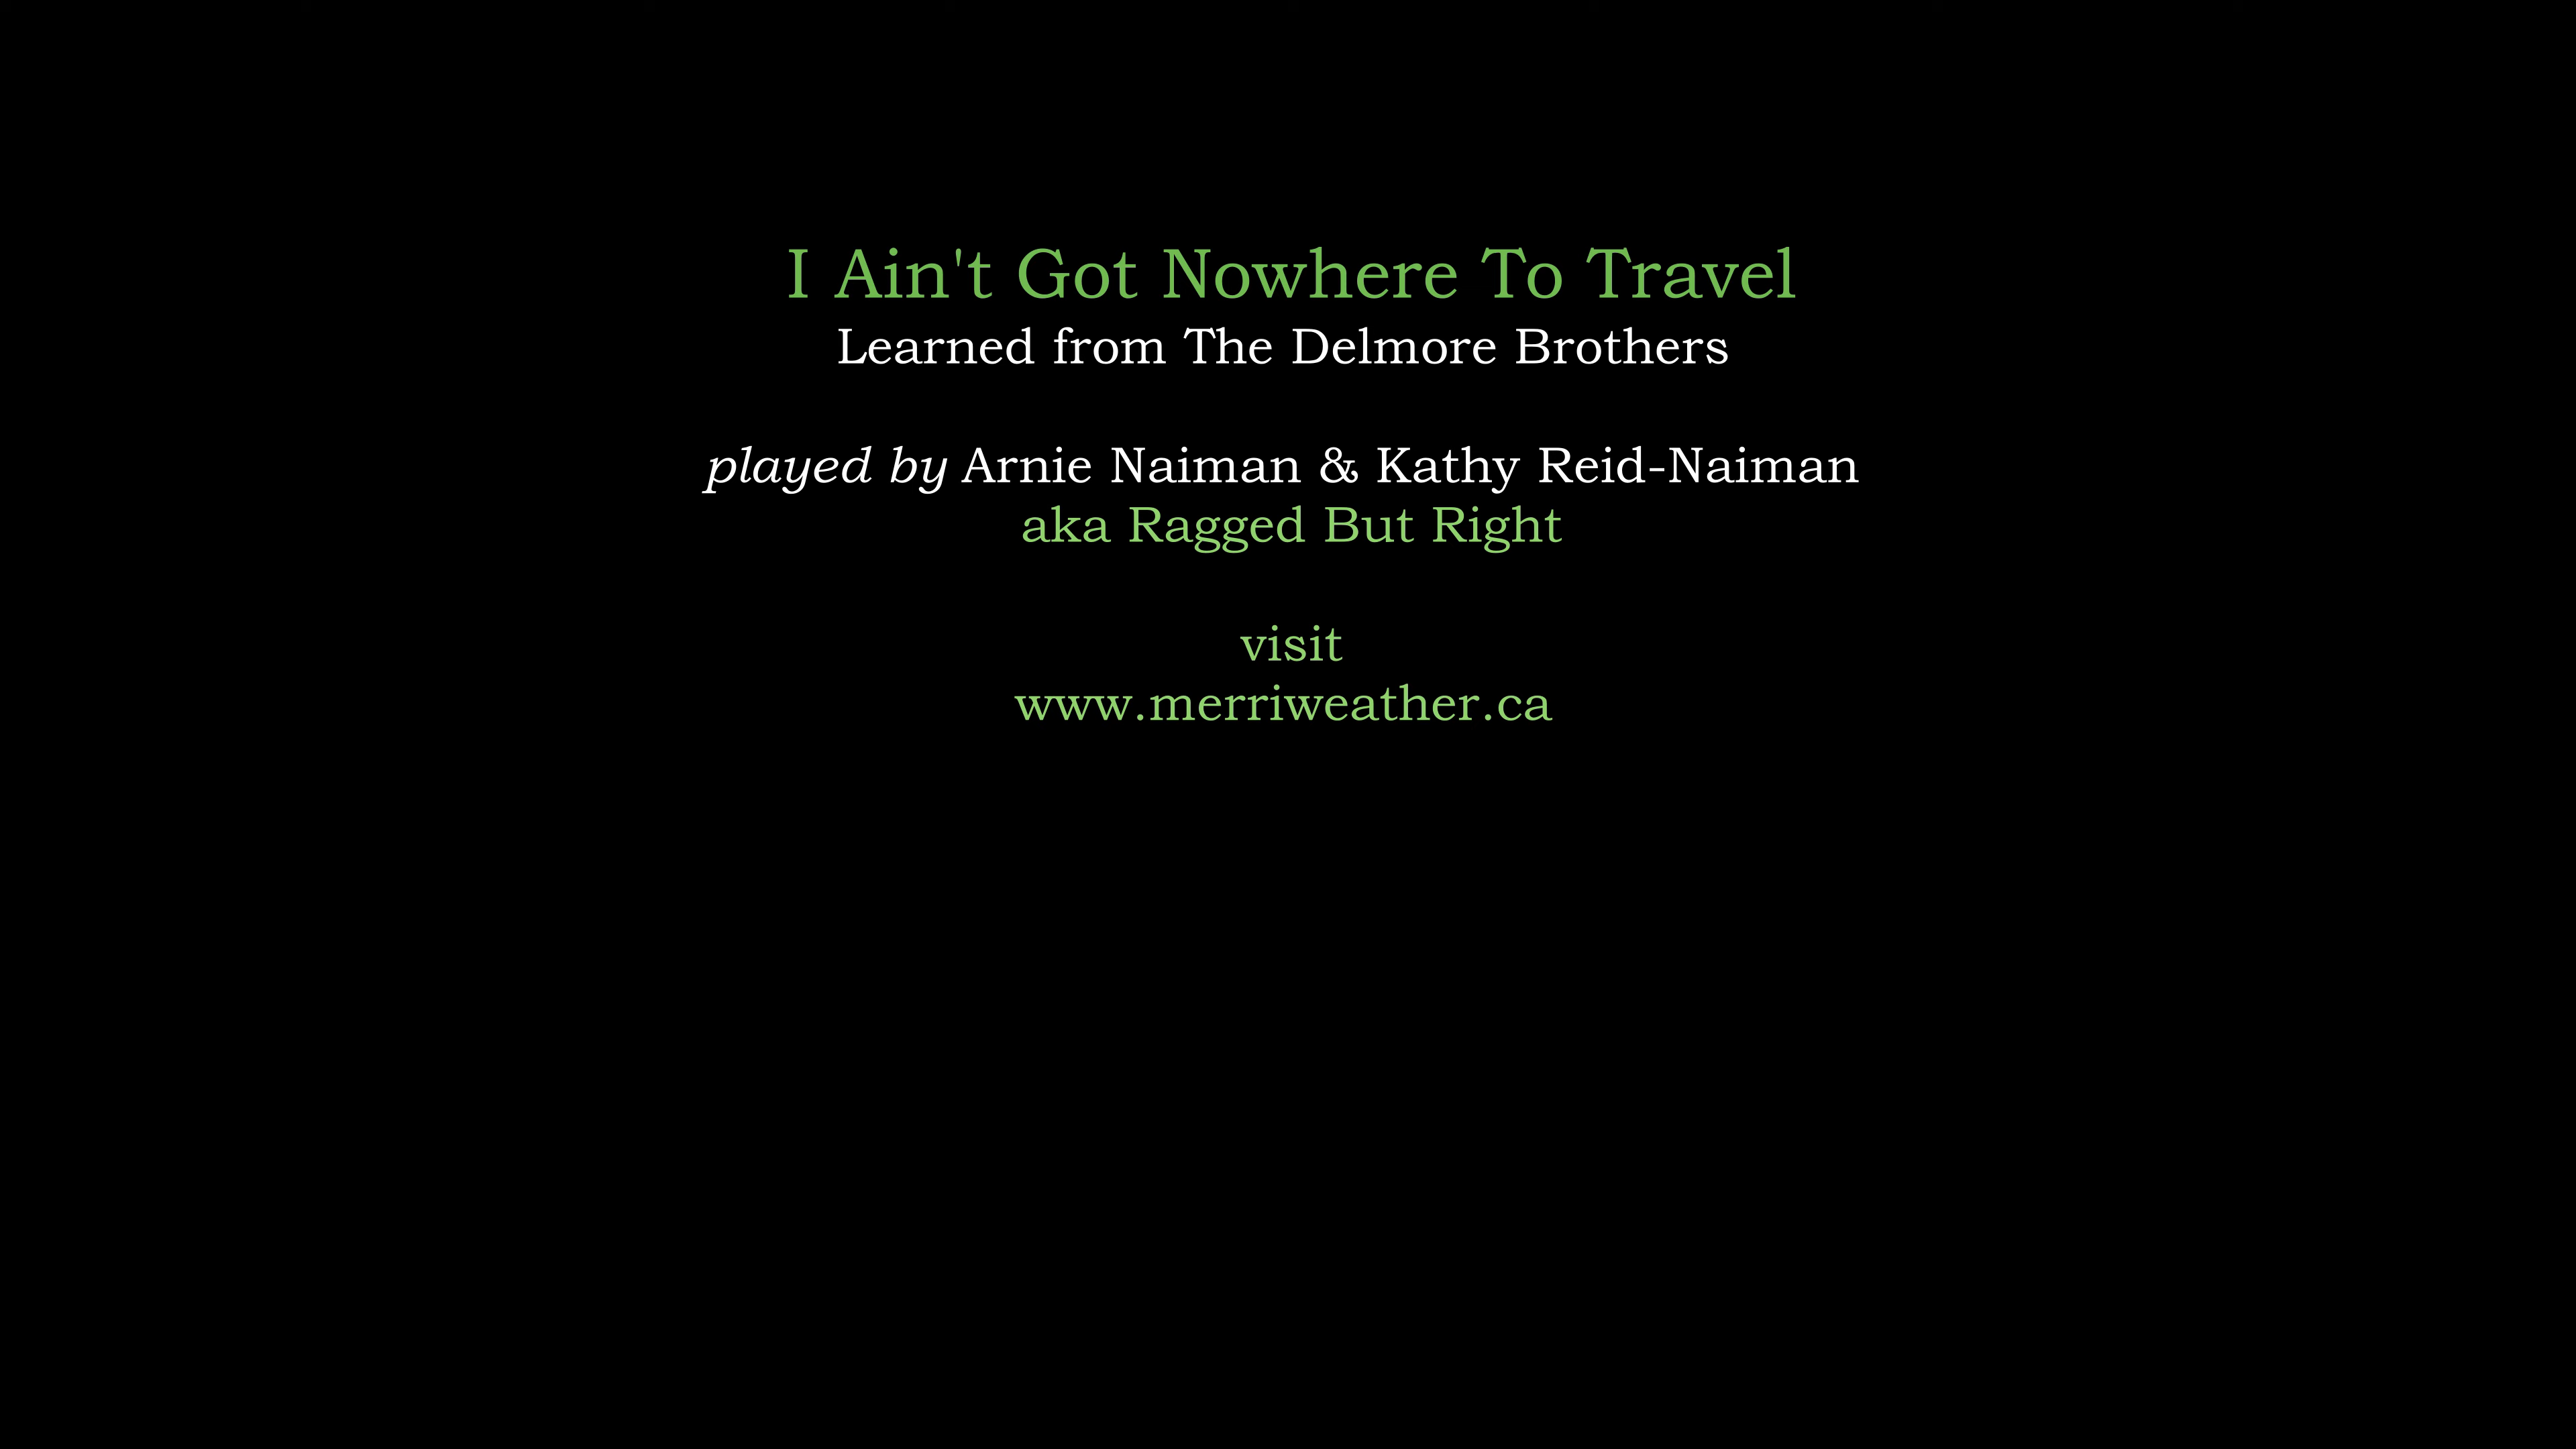 I Ain't Got Nowhere To Travel
Learned from The Delmore Brothers
played by Arnie Naiman & Kathy Reid-Naiman
aka Ragged But Right
visit
www.merriweather.ca